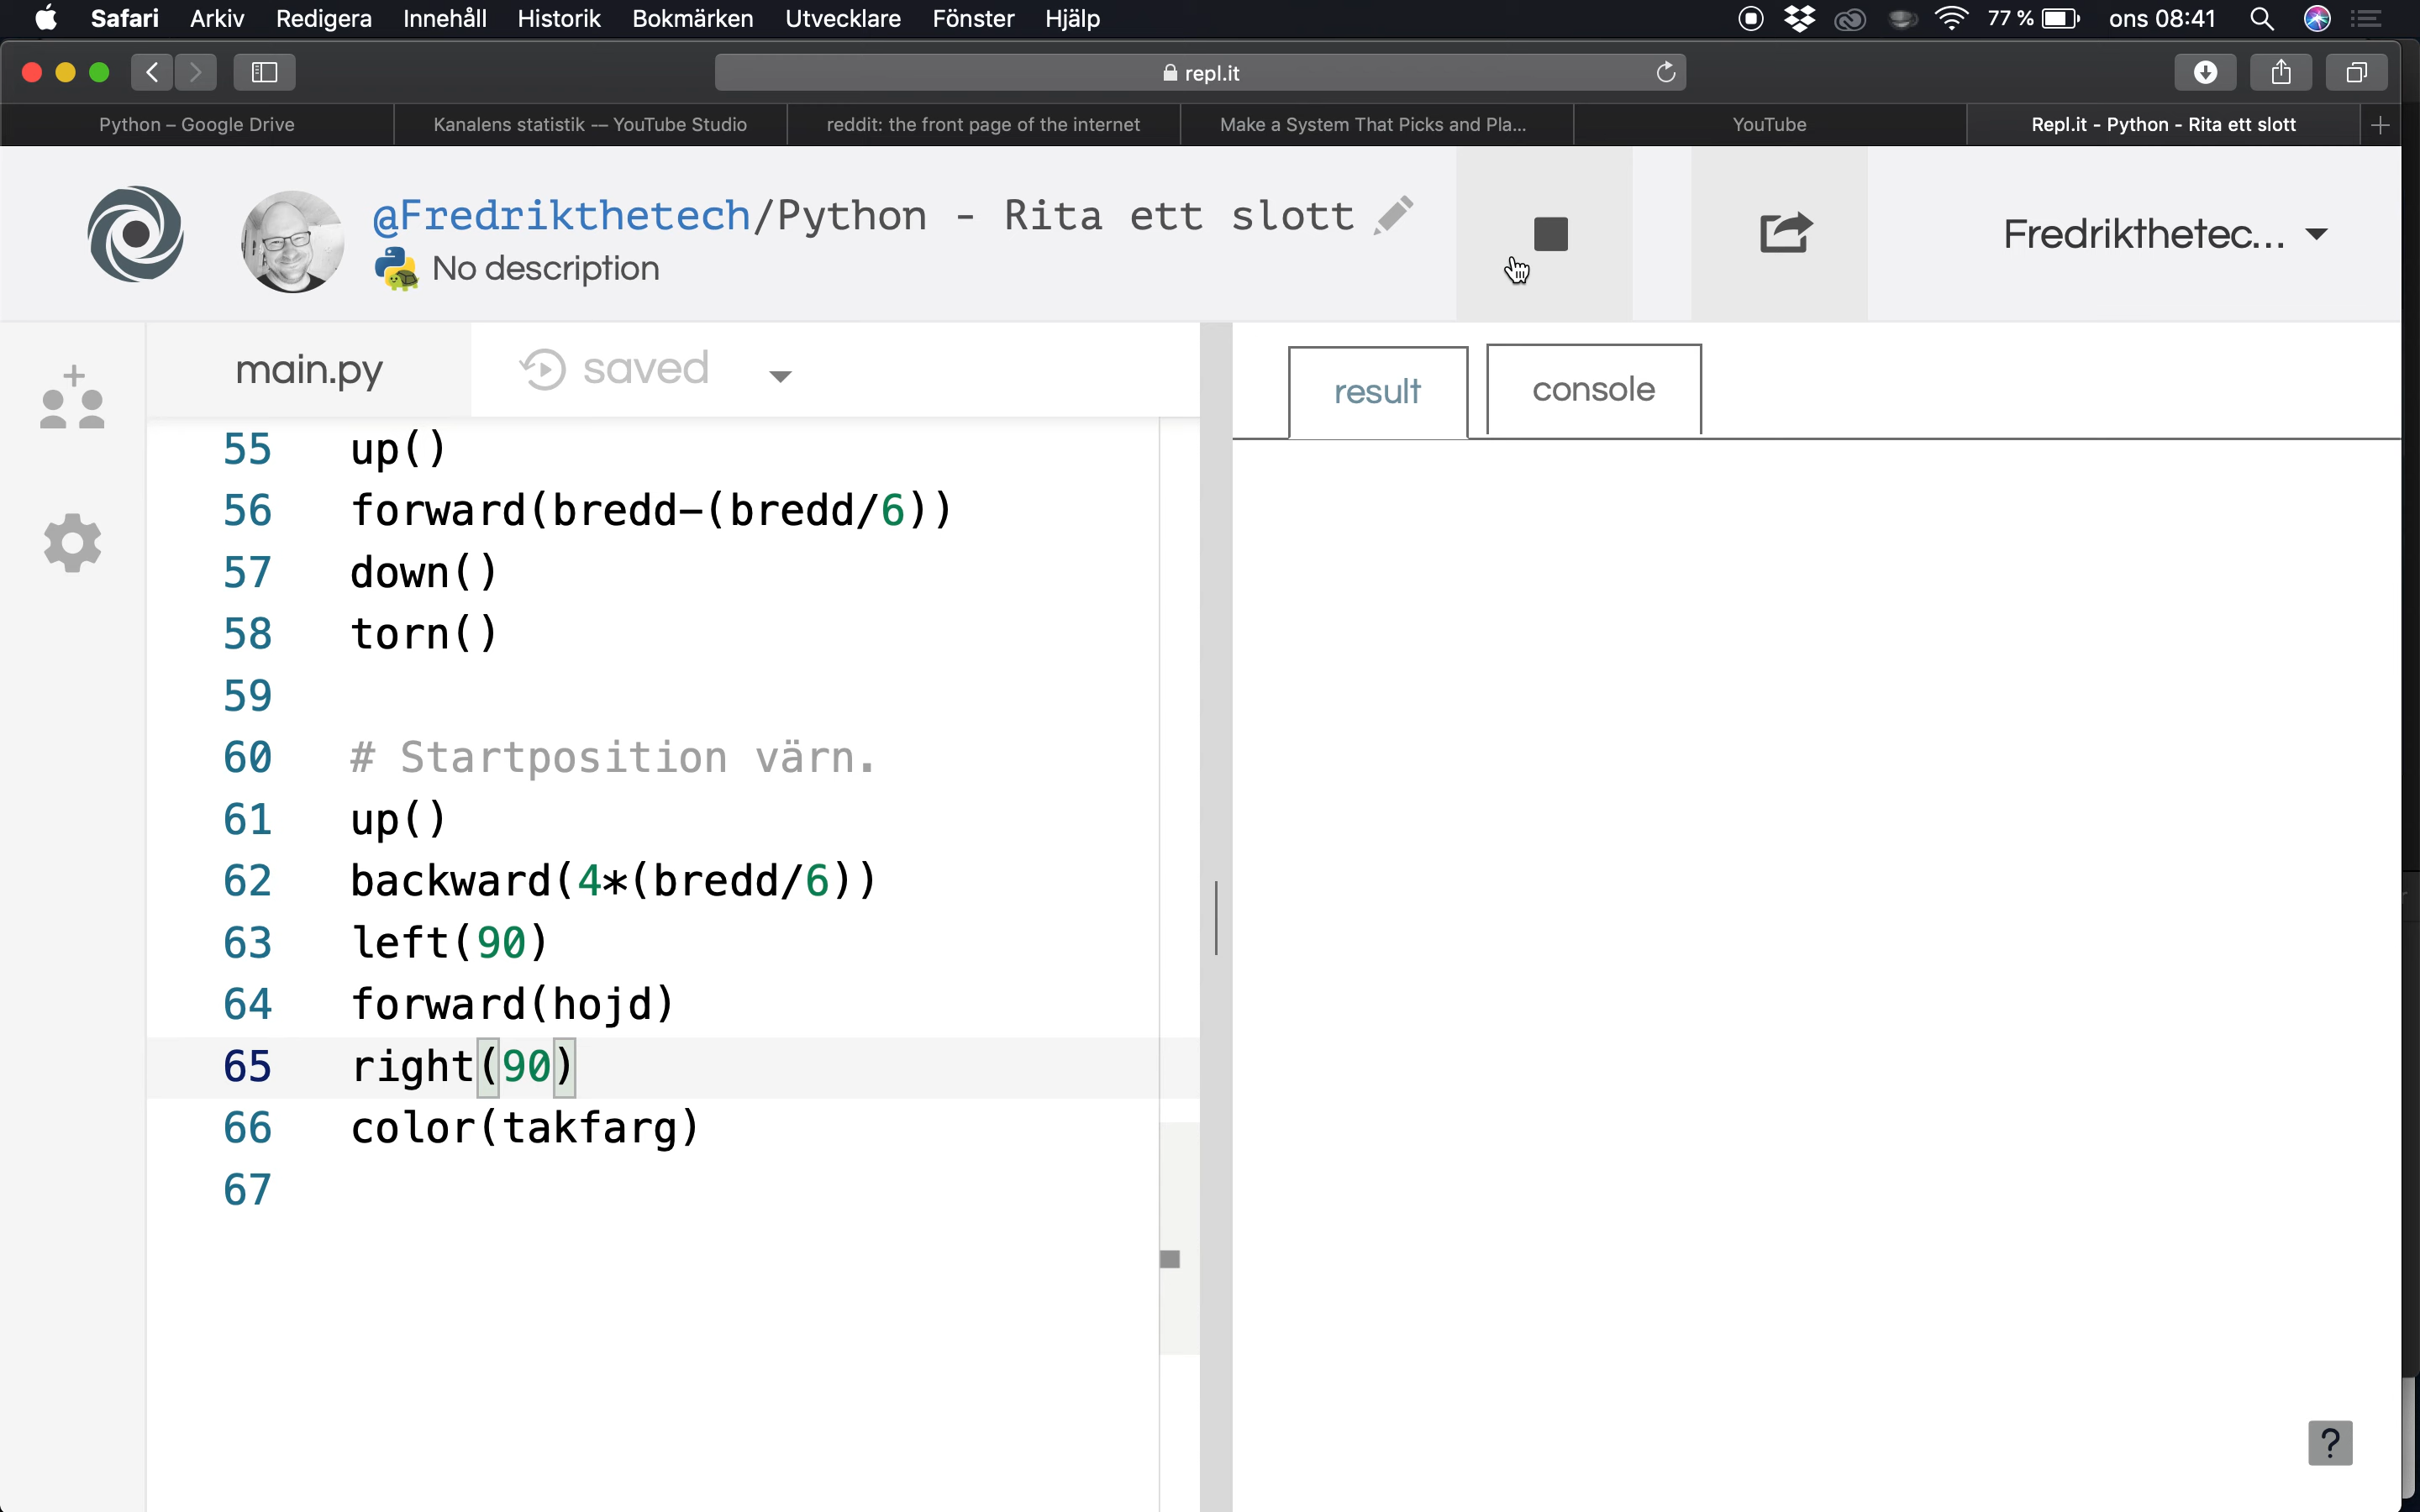 Safari Arkiv Redigera Innehåll Historik Bokmärken Utvecklare Fönster Hjälp 77 % ons 08:41
repl.it
Python – Google Drive Kanalens statistik -- YouTube Studio reddit: the front page of the internet Make a System That Picks and Pla... YouTube Repl.it - Python - Rita ett slott
@Fredrikthetech/Python - Rita ett slott
No description
Fredrikthetec...
main.py saved
result console
55 up()
56 forward(bredd-(bredd/6))
57 down()
58 torn()
59
60 # Startposition värn.
61 up()
62 backward(4*(bredd/6))
63 left(90)
64 forward(hojd)
65 right(90)
66 color(takfarg)
67
?